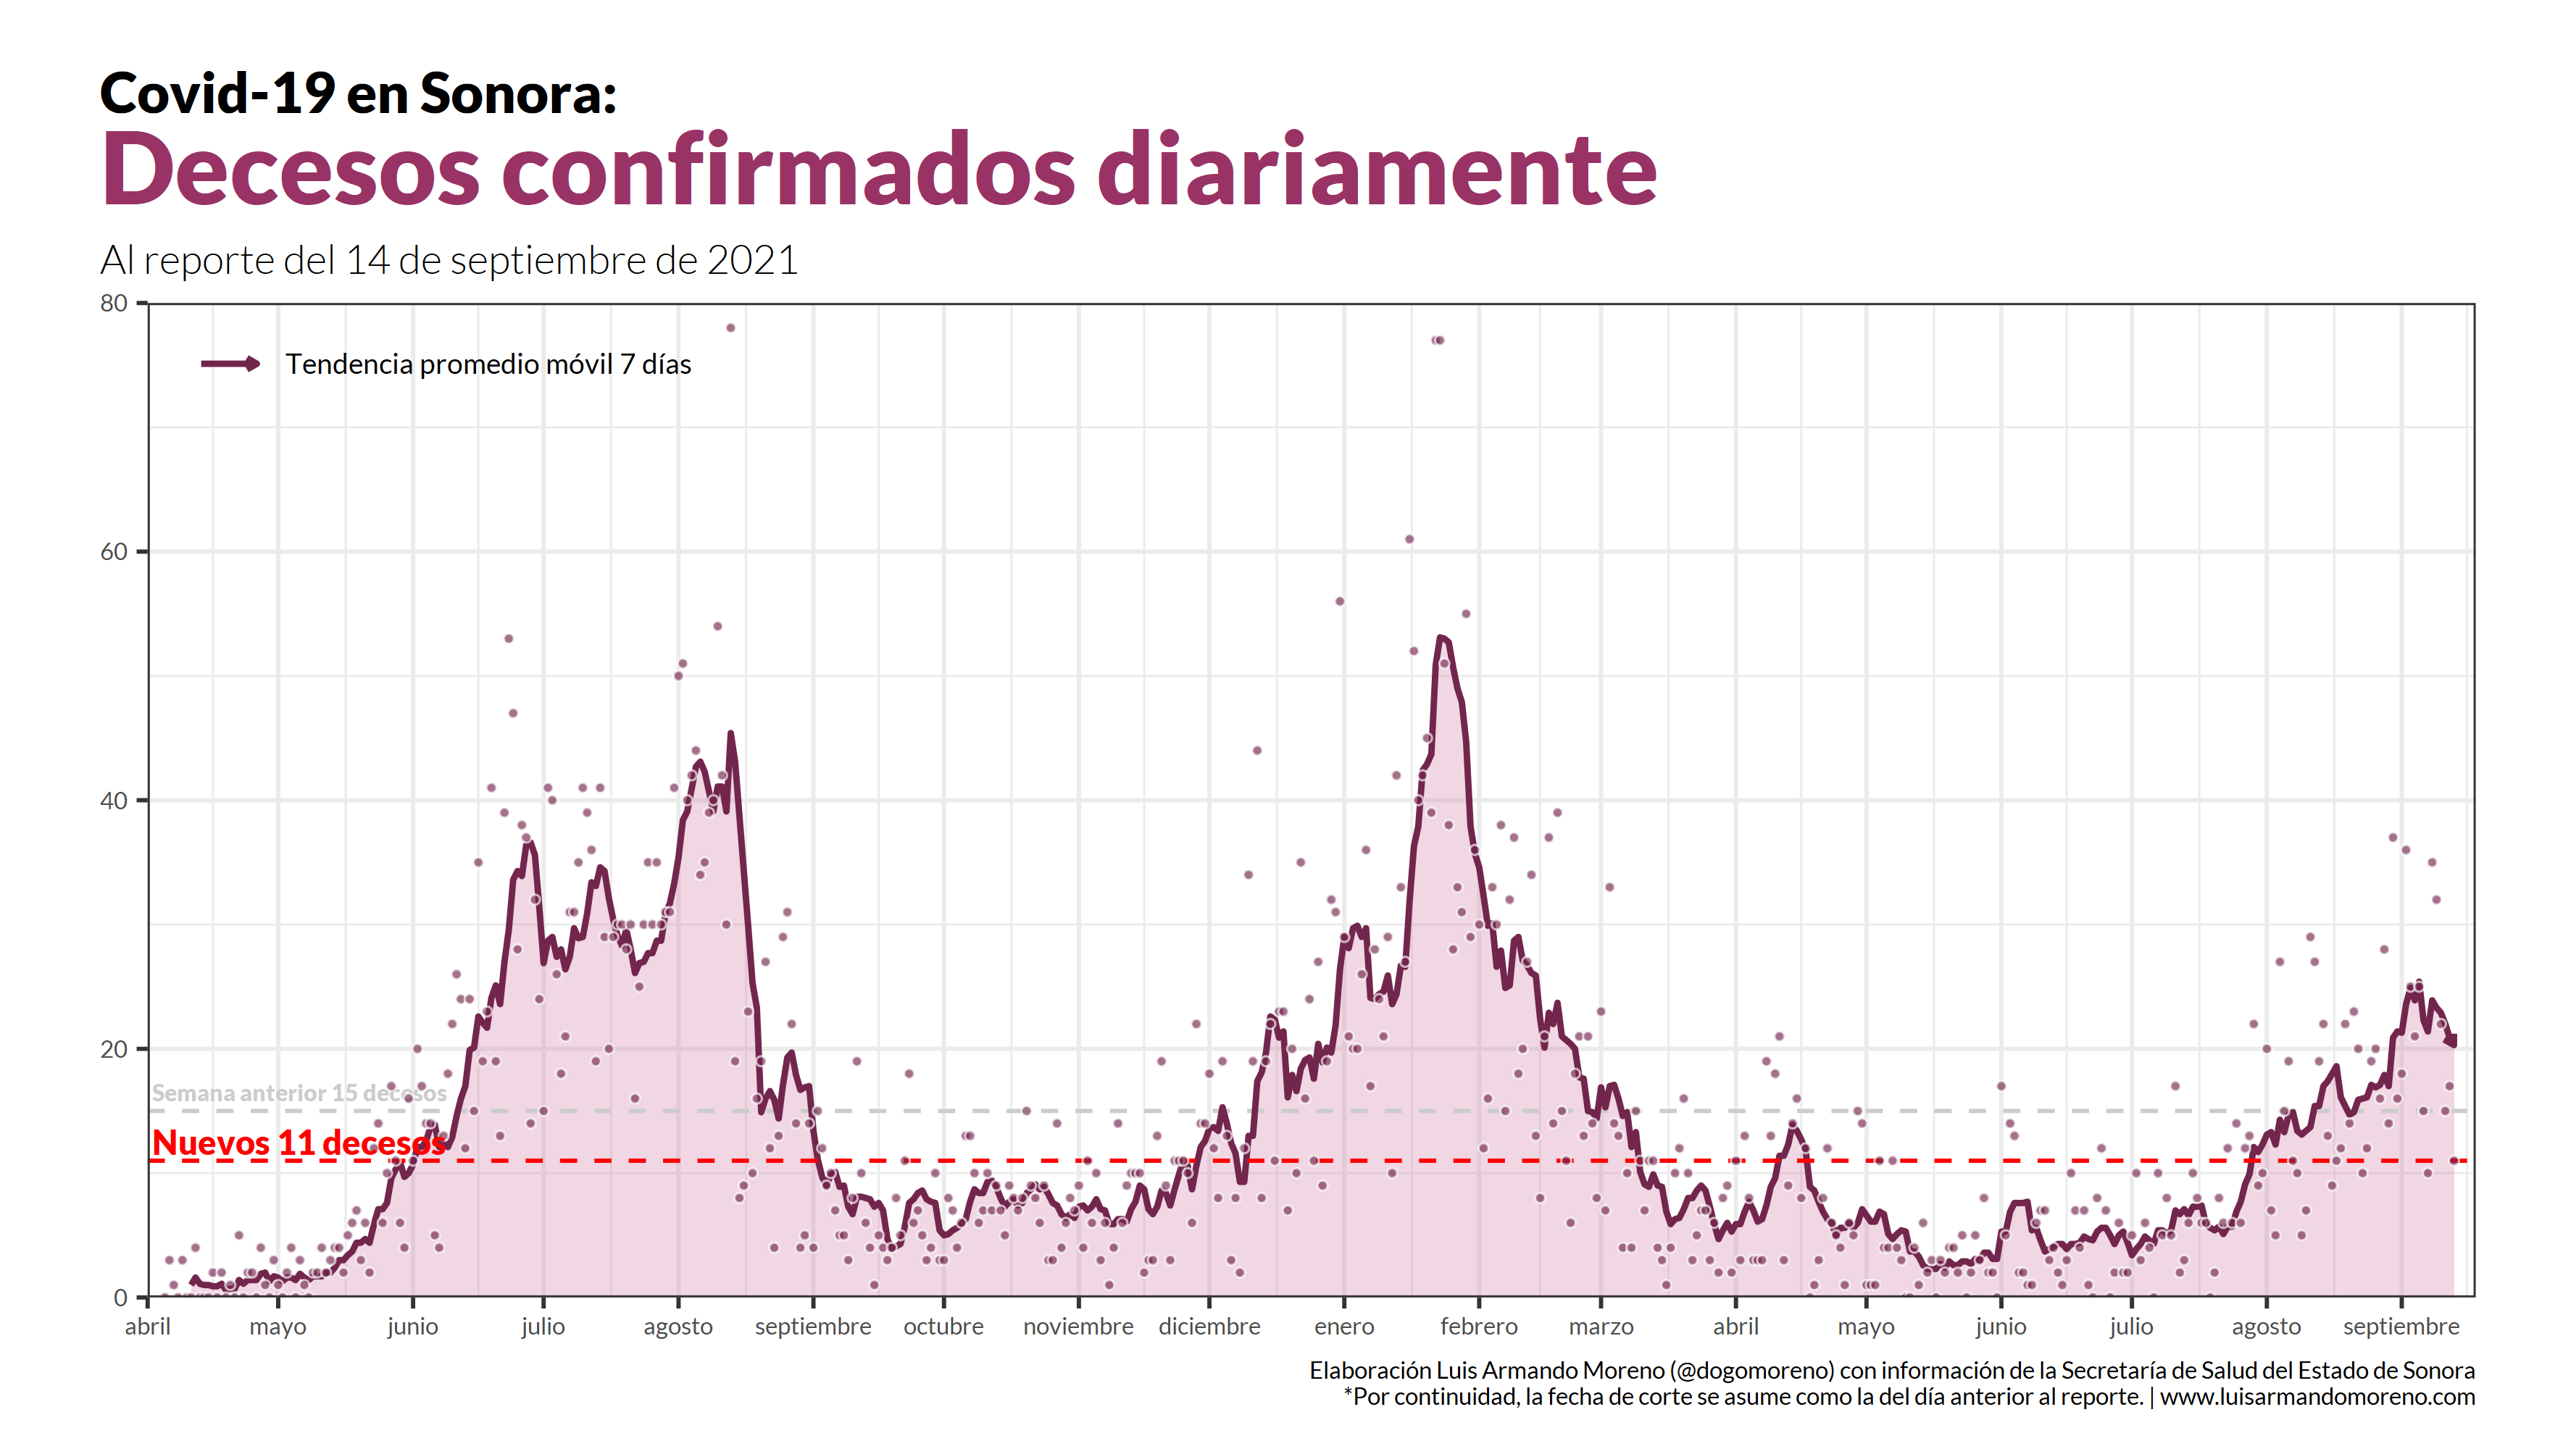 Covid-19 en Sonora:
Decesos confirmados diariamente
Al reporte del 14 de septiembre de 2021
80
Tendencia promedio móvil 7 días
60
40
20
Semana anterior 15 decesos
Nuevos 11 decesos
0
abril mayo junio julio agosto septiembre octubre noviembre diciembre enero febrero marzo abril mayo junio julio agosto septiembre
Elaboración Luis Armando Moreno (@dogomoreno) con información de la Secretaría de Salud del Estado de Sonora
*Por continuidad, la fecha de corte se asume como la del día anterior al reporte. | www.luisarmandomoreno.com